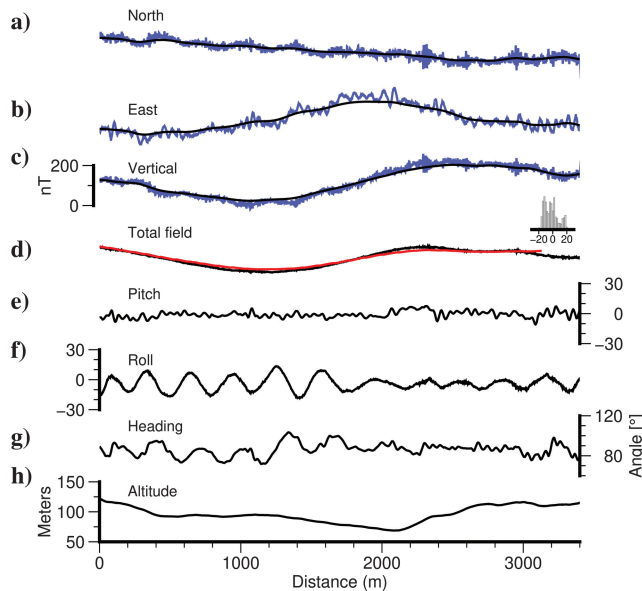 a)
North
b)
East
c)
Vertical
200
0
nT
−20 0 20
d)
Total field
e)
Pitch
30
0
−30
f)
Roll
30
0
−30
g)
Heading
120
80
Angle [°]
h)
Altitude
150
100
50
Meters
0 1000 2000 3000
Distance (m)